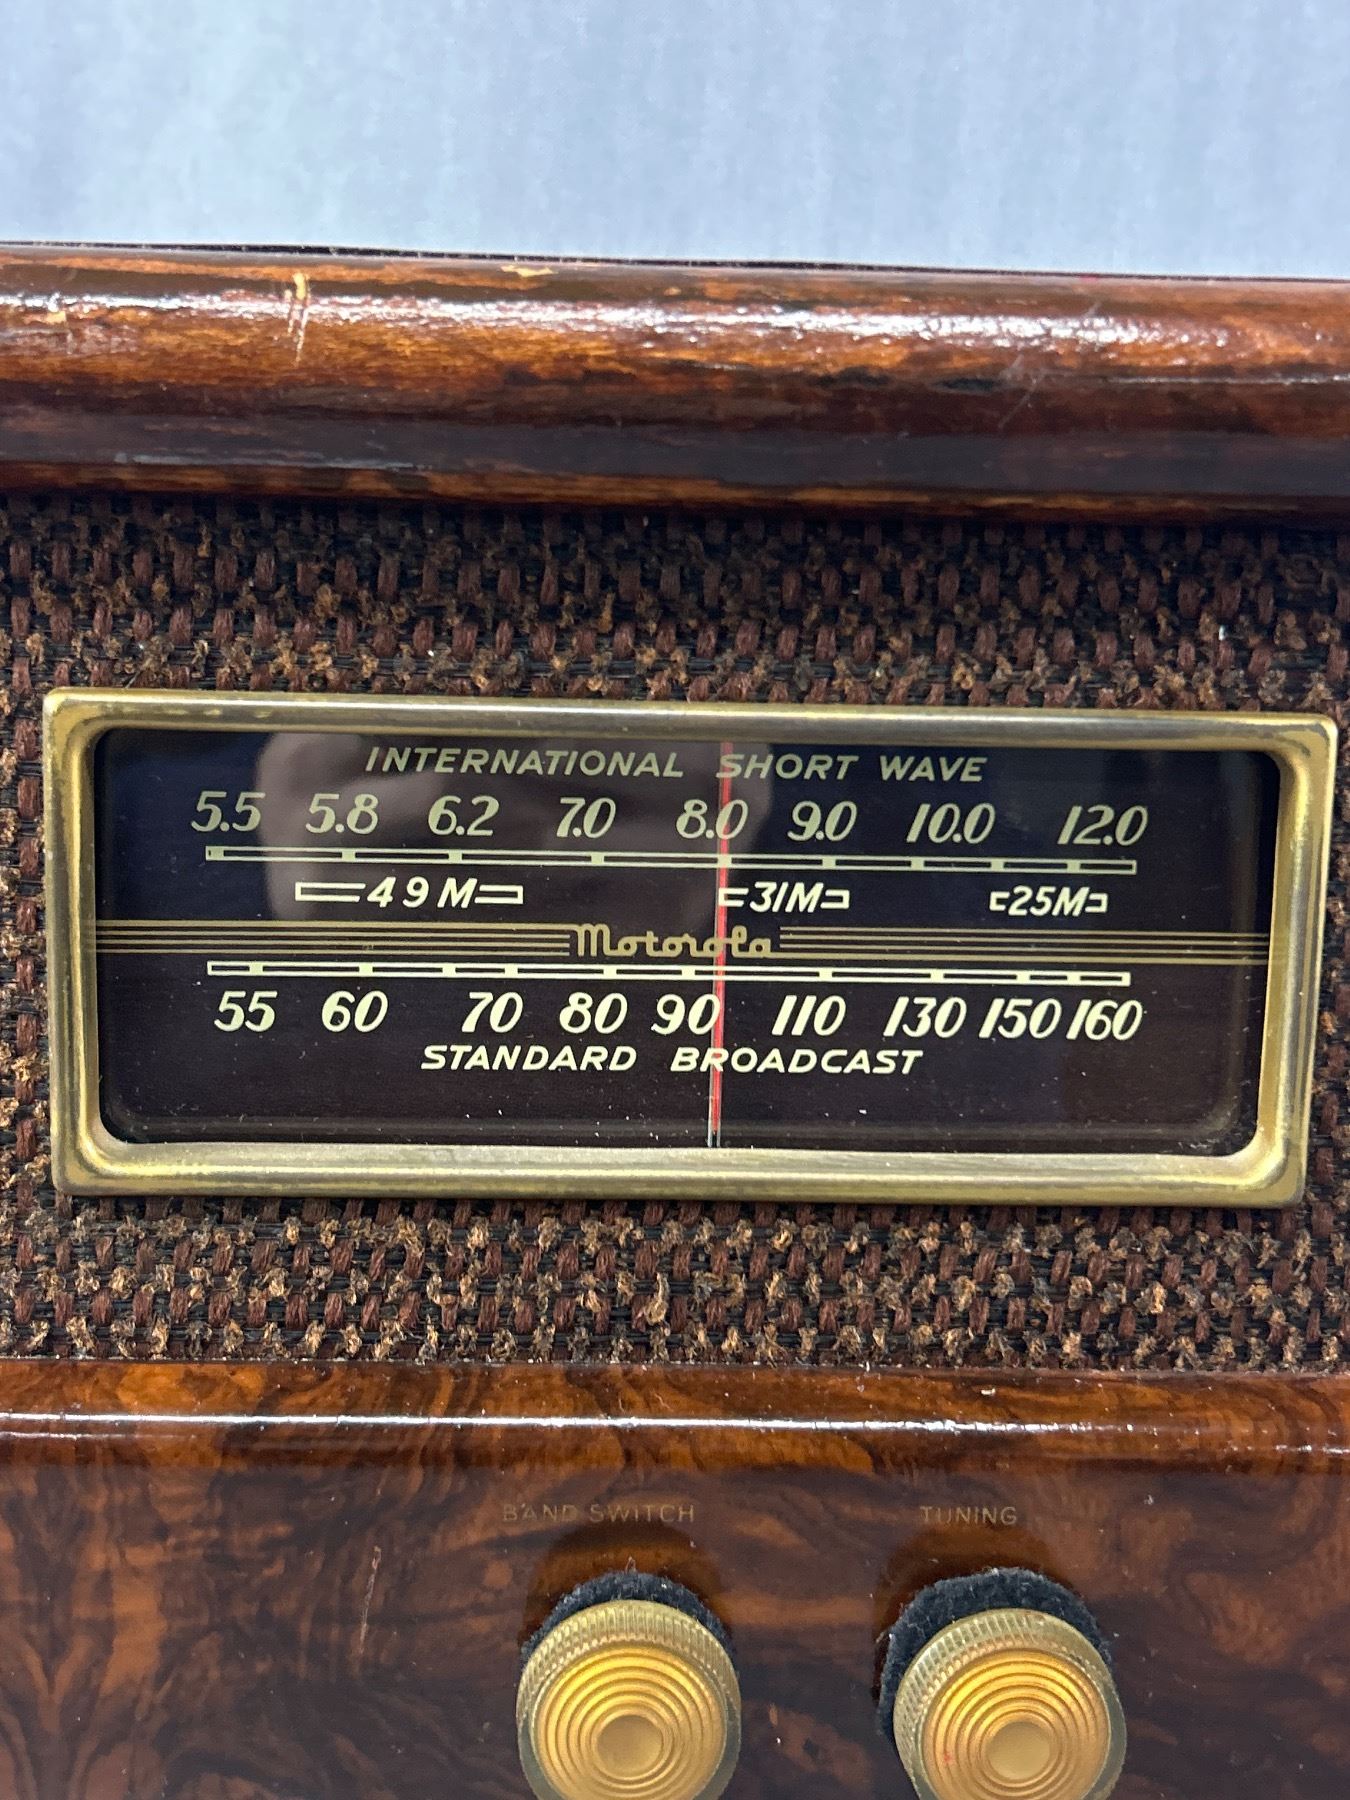 INTERNATIONAL SHORT WAVE
5.5 5.8 6.2 7.0 8.0 9.0 10.0 12.0
49M 31M 25M
Motorola
55 60 70 80 90 110 130 150 160
STANDARD BROADCAST
BAND SWITCH TUNING